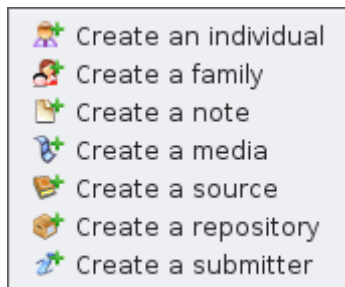 Create an individual
Create a family
Create a note
Create a media
Create a source
Create a repository
Create a submitter